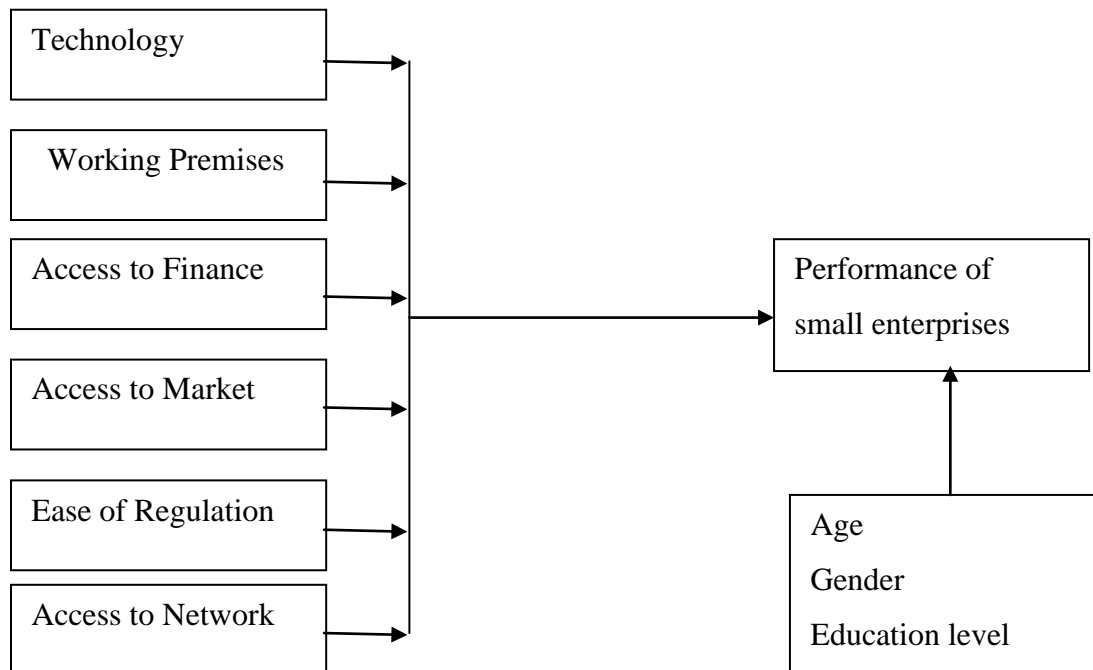 Technology
Working Premises
Access to Finance
Access to Market
Ease of Regulation
Access to Network
Performance of
small enterprises
Age
Gender
Education level